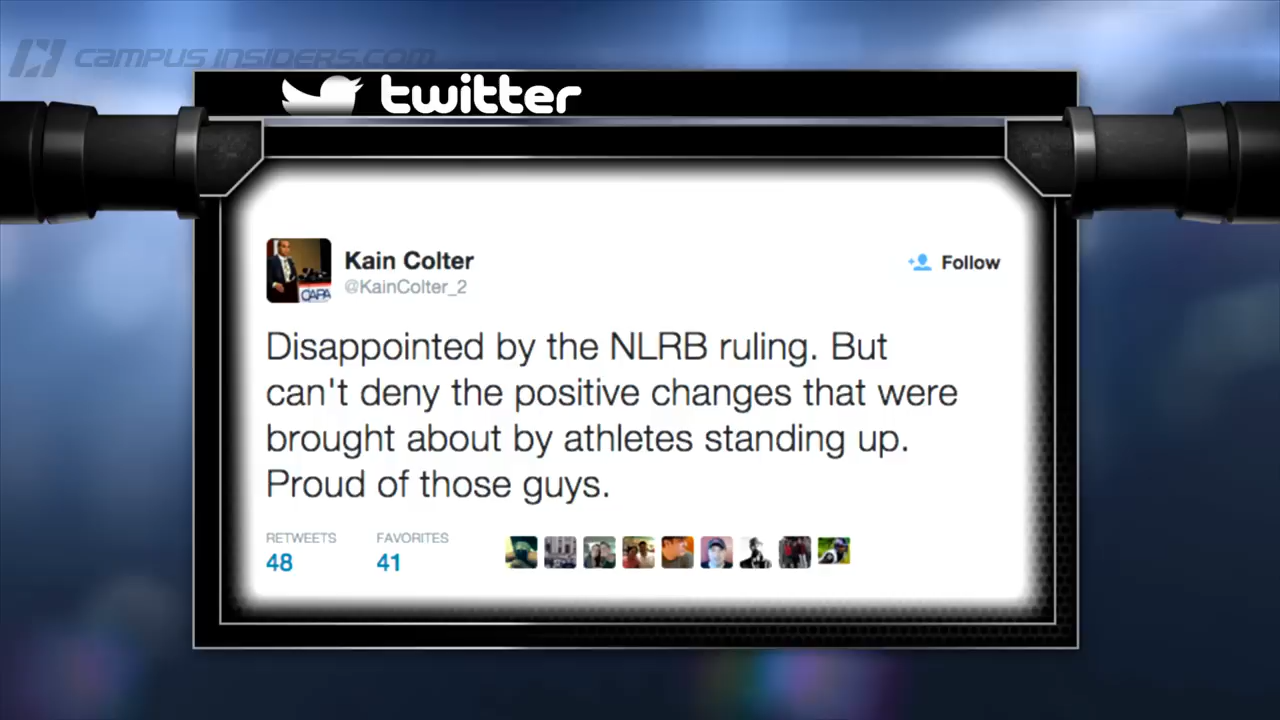 CAMPUS INSIDERS.COM
twitter
Kain Colter
@KainColter_2
Follow
CAPA
Disappointed by the NLRB ruling. But
can't deny the positive changes that were
brought about by athletes standing up.
Proud of those guys.
RETWEETS FAVORITES
48 41